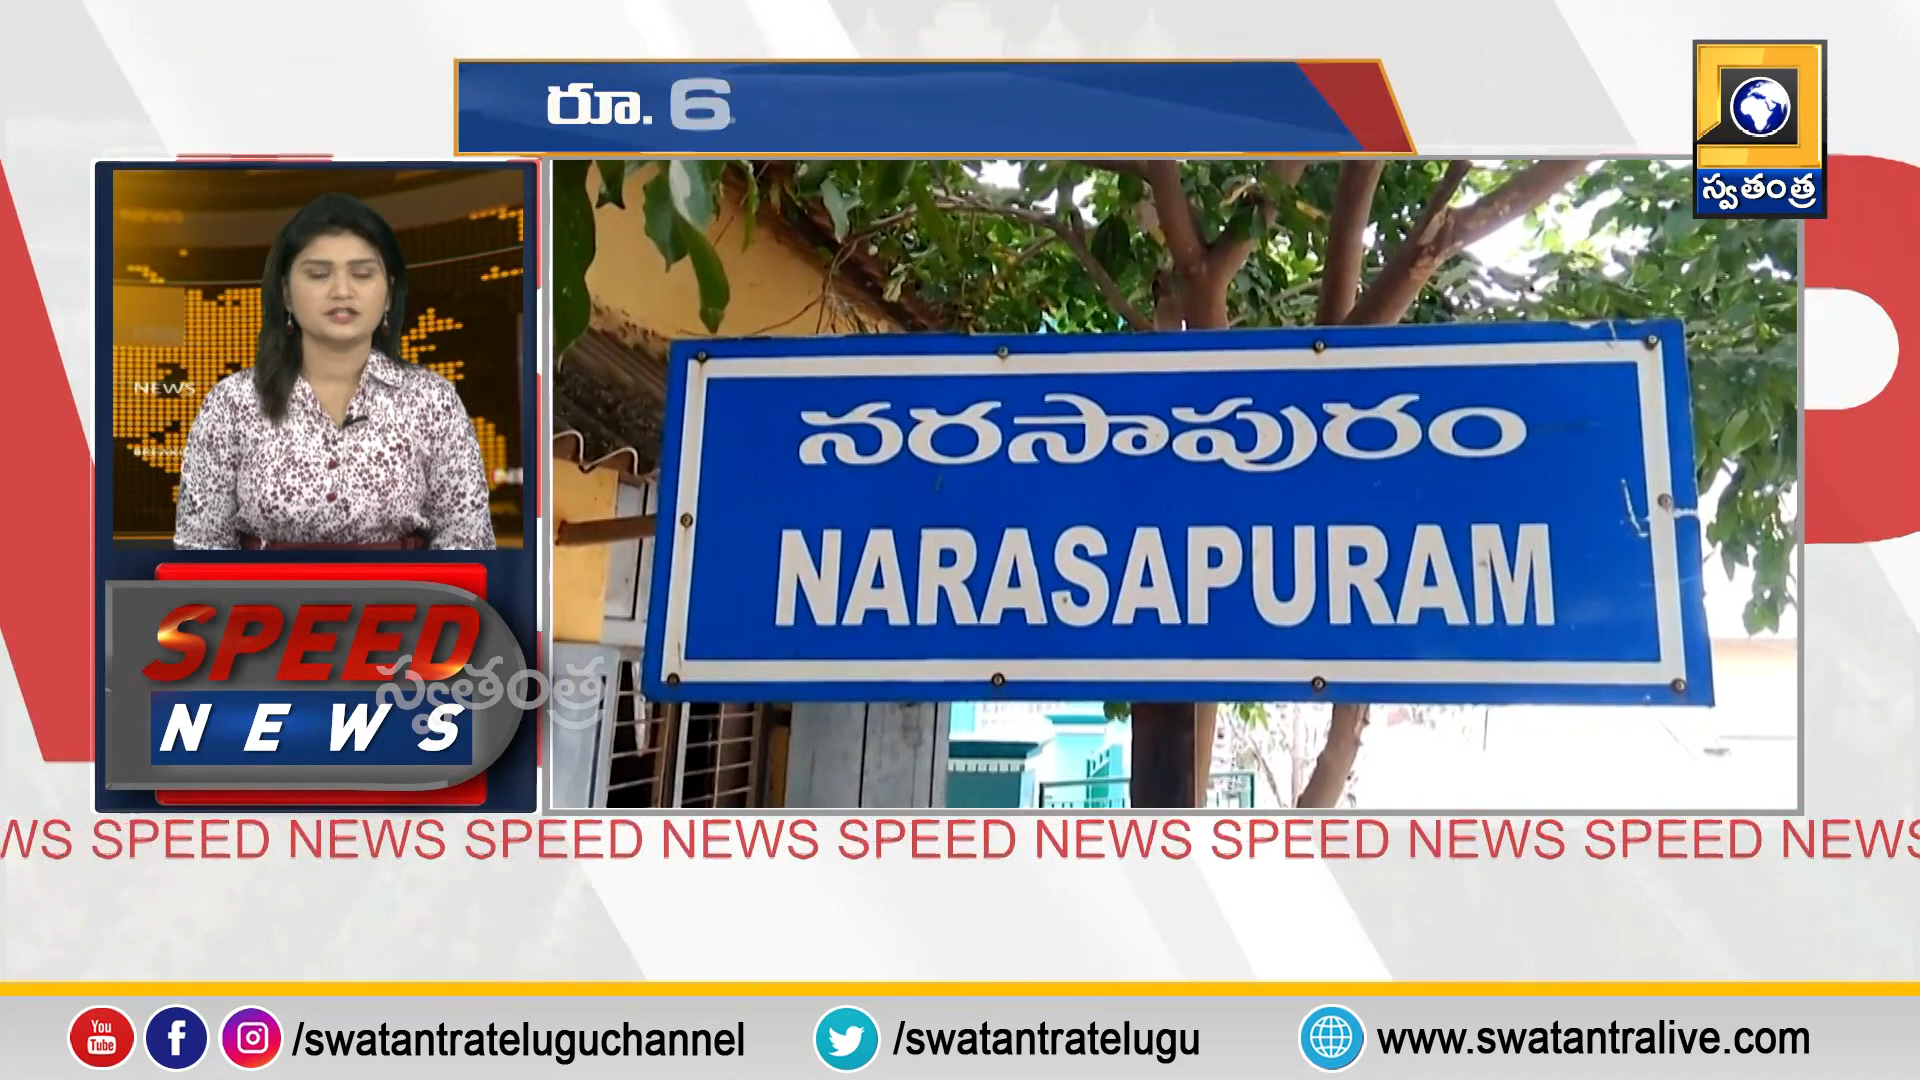 రూ. 6
స్వతంత్ర
NEWS
నరసాపురం
NARASAPURAM
SPEED
స్వతంత్ర
NEWS
WS SPEED NEWS SPEED NEWS SPEED NEWS SPEED NEWS SPEED NEWS
You Tube
/swatantrateluguchannel
/swatantratelugu
www.swatantralive.com